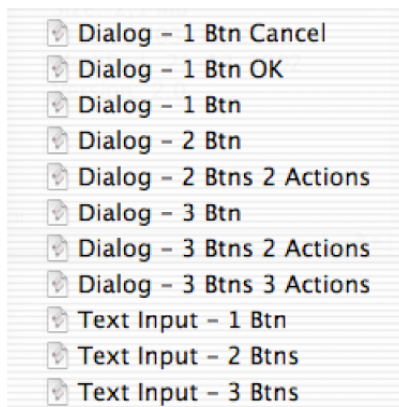 Dialog – 1 Btn Cancel
Dialog – 1 Btn OK
Dialog – 1 Btn
Dialog – 2 Btn
Dialog – 2 Btns 2 Actions
Dialog – 3 Btn
Dialog – 3 Btns 2 Actions
Dialog – 3 Btns 3 Actions
Text Input – 1 Btn
Text Input – 2 Btns
Text Input – 3 Btns